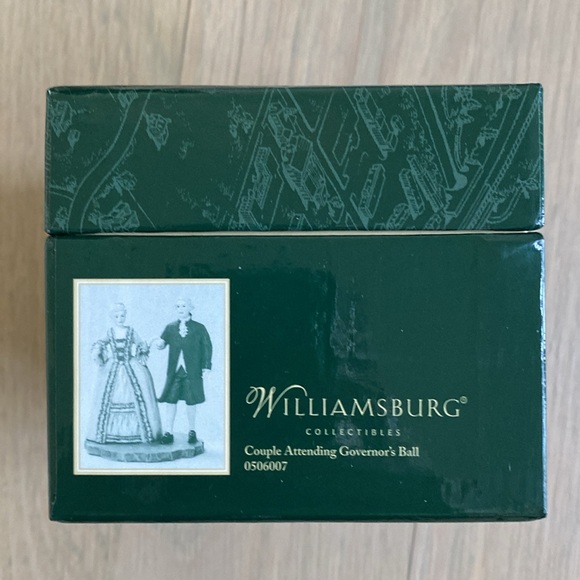 WILLIAMSBURG®
COLLECTIBLES
Couple Attending Governor's Ball
0506007